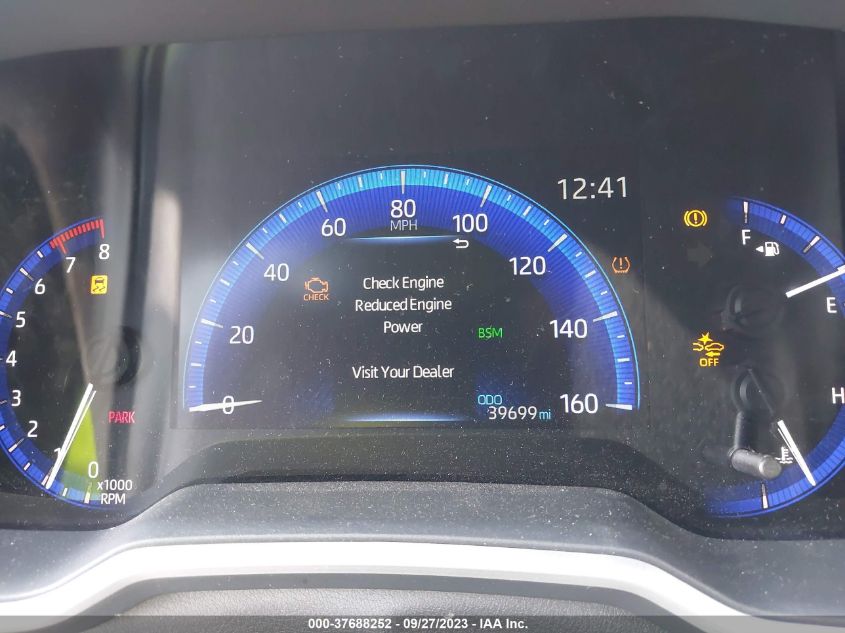 12:41
80
MPH
60
100
40
120
20
140
0
160
CHECK
Check Engine
Reduced Engine
Power
Visit Your Dealer
BSM
ODO
39699 mi
8
7
6
5
4
3
2
1
0
x1000
RPM
PARK
F
E
OFF
H
000-37688252 - 09/27/2023 - IAA Inc.